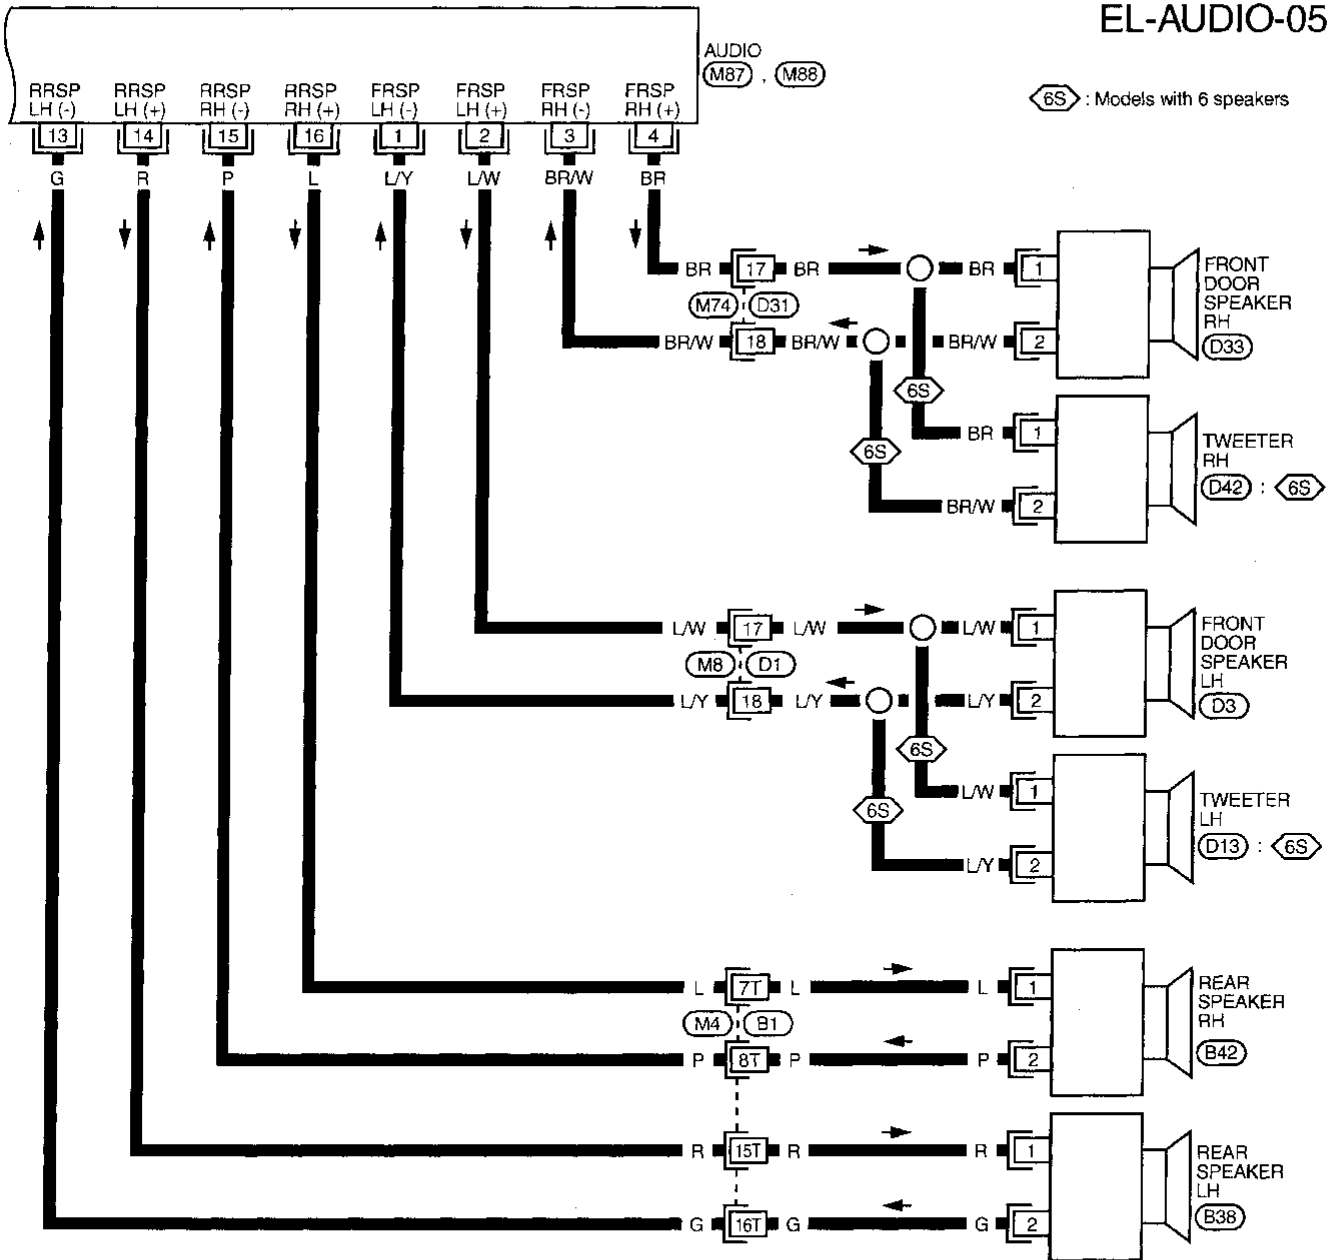 EL-AUDIO-05
AUDIO
M87 , M88
6S : Models with 6 speakers
RRSP LH (-)
RRSP LH (+)
RRSP RH (-)
RRSP RH (+)
FRSP LH (-)
FRSP LH (+)
FRSP RH (-)
FRSP RH (+)
13 14 15 16 1 2 3 4
G R P L L/Y L/W BR/W BR
BR 17 BR BR 1
M74 D31
BR/W 18 BR/W BR/W 2
FRONT
DOOR
SPEAKER
RH
D33
6S
6S
BR 1
BR/W 2
TWEETER
RH
D42 : 6S
L/W 17 L/W L/W 1
M8 D1
L/Y 18 L/Y L/Y 2
FRONT
DOOR
SPEAKER
LH
D3
6S
6S
L/W 1
L/Y 2
TWEETER
LH
D13 : 6S
L 7T L L 1
M4 B1
P 8T P P 2
REAR
SPEAKER
RH
B42
R 15T R R 1
G 16T G G 2
REAR
SPEAKER
LH
B38